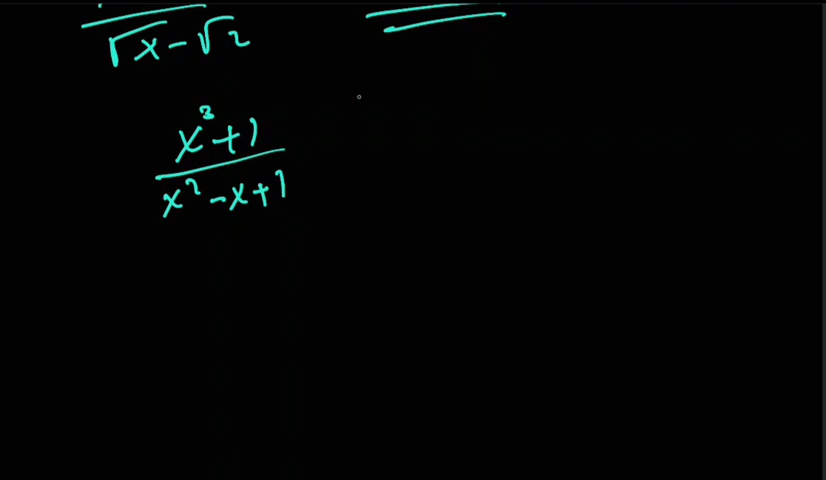 √x - √2
x³ + 1
x² - x + 1